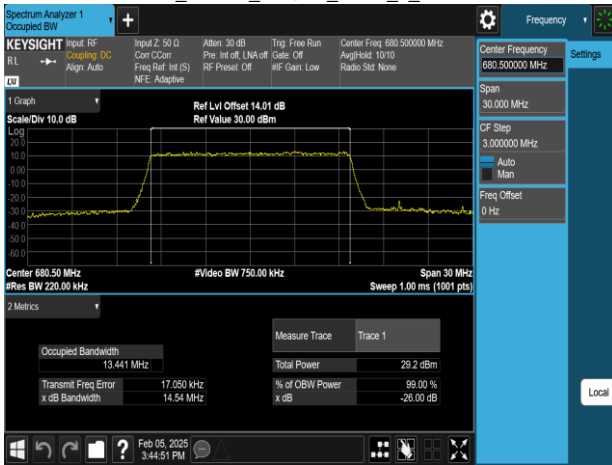 Spectrum Analyzer 1
Occupied BW
+
Frequency
KEYSIGHT Input: RF
RL
Coupling: DC
Align: Auto
LXI
Input Z: 50 Ω
Corr CCorr
Freq Ref: Int (S)
NFE: Adaptive
Atten: 30 dB
Pre: Int off, LNA off
RF Presel: Off
Trig: Free Run
Gate: Off
#IF Gain: Low
Center Freq: 680.500000 MHz
Avg|Hold: 10/10
Radio Std: None
Center Frequency
680.500000 MHz
Settings
Span
30.000 MHz
CF Step
3.000000 MHz
Auto
Man
Freq Offset
0 Hz
Local
1 Graph
Scale/Div 10.0 dB
Ref Lvl Offset 14.01 dB
Ref Value 30.00 dBm
Log
20.0
10.0
0.00
-10.0
-20.0
-30.0
-40.0
-50.0
-60.0
Center 680.50 MHz
#Video BW 750.00 kHz
Span 30 MHz
#Res BW 220.00 kHz
Sweep 1.00 ms (1001 pts)
2 Metrics
Measure Trace Trace 1
Occupied Bandwidth
13.441 MHz
Total Power 29.2 dBm
Transmit Freq Error 17.050 kHz
% of OBW Power 99.00 %
x dB Bandwidth 14.54 MHz
x dB -26.00 dB
?
Feb 05, 2025
3:44:51 PM